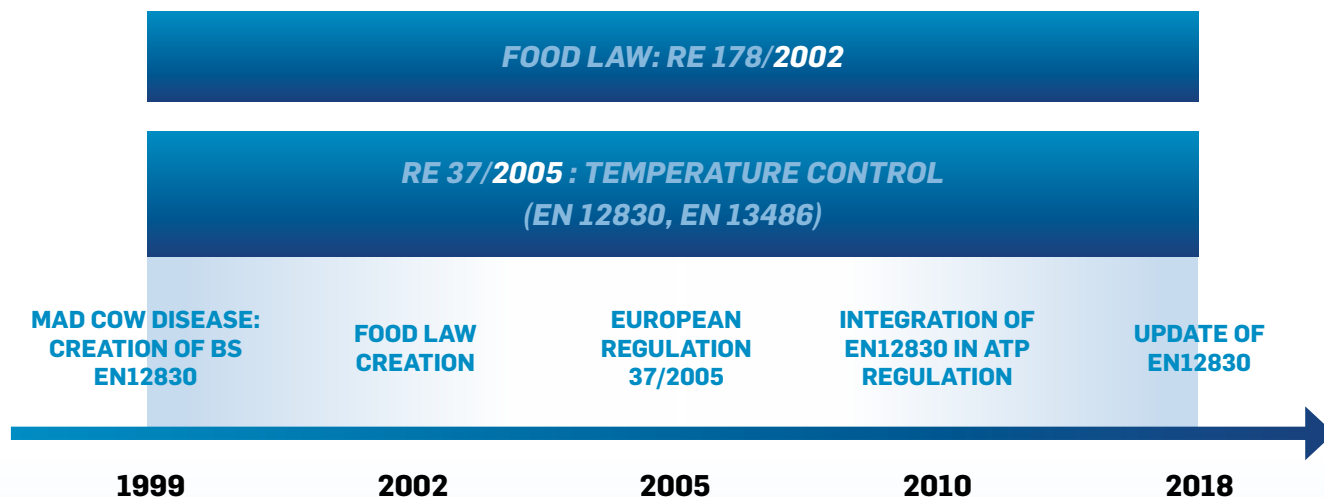 FOOD LAW: RE 178/2002
RE 37/2005 : TEMPERATURE CONTROL
(EN 12830, EN 13486)
MAD COW DISEASE:
CREATION OF BS
EN12830
FOOD LAW
CREATION
EUROPEAN
REGULATION
37/2005
INTEGRATION OF
EN12830 IN ATP
REGULATION
UPDATE OF
EN12830
1999
2002
2005
2010
2018